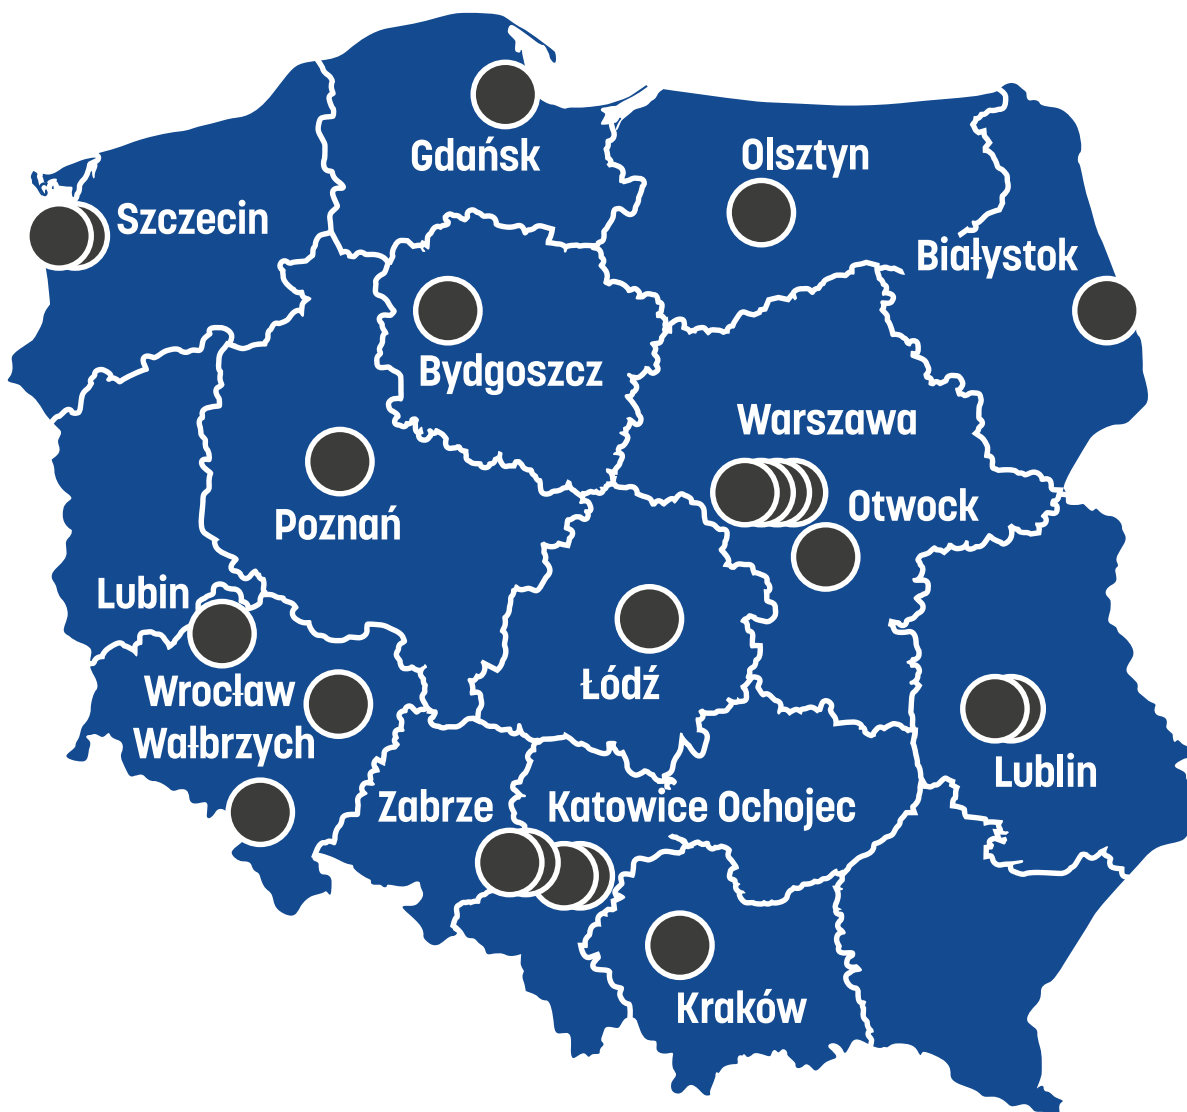 Gdańsk
Olsztyn
Szczecin
Białystok
Bydgoszcz
Warszawa
Otwock
Poznań
Lubin
Łódź
Wrocław
Wałbrzych
Lublin
Zabrze
Katowice Ochojec
Kraków